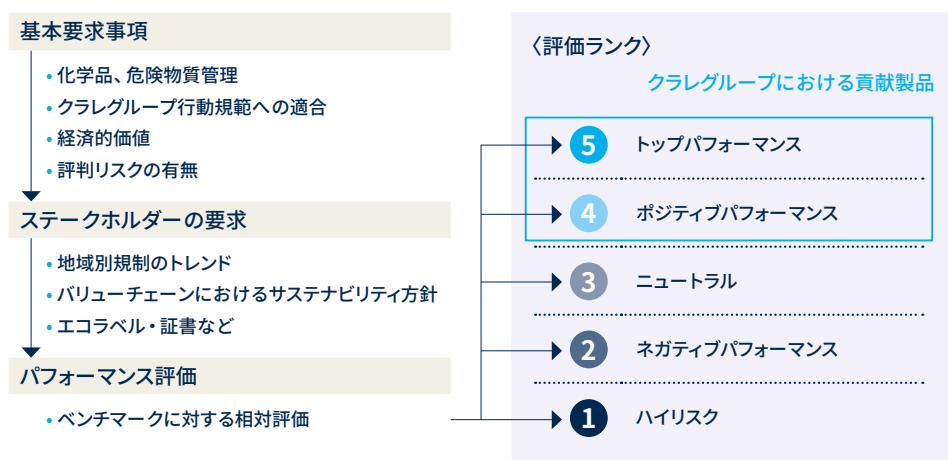 基本要求事項
• 化学品、危険物質管理
• クラレグループ行動規範への適合
• 経済的価値
• 評判リスクの有無
ステークホルダーの要求
• 地域別規制のトレンド
• バリューチェーンにおけるサステナビリティ方針
• エコラベル・証書など
パフォーマンス評価
• ベンチマークに対する相対評価
〈評価ランク〉
クラレグループにおける貢献製品
5 トップパフォーマンス
4 ポジティブパフォーマンス
3 ニュートラル
2 ネガティブパフォーマンス
1 ハイリスク